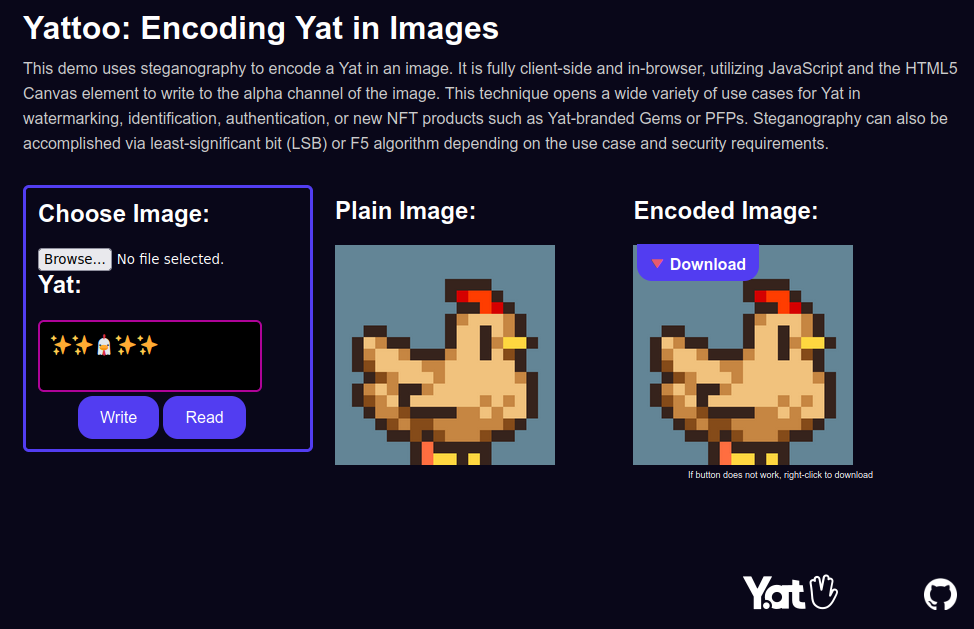 Yattoo: Encoding Yat in Images
This demo uses steganography to encode a Yat in an image. It is fully client-side and in-browser, utilizing JavaScript and the HTML5
Canvas element to write to the alpha channel of the image. This technique opens a wide variety of use cases for Yat in
watermarking, identification, authentication, or new NFT products such as Yat-branded Gems or PFPs. Steganography can also be
accomplished via least-significant bit (LSB) or F5 algorithm depending on the use case and security requirements.
Choose Image:
Browse... No file selected.
Yat:
✨✨🐔✨✨
Write Read
Plain Image:
Encoded Image:
🔻 Download
If button does not work, right-click to download
Y.at